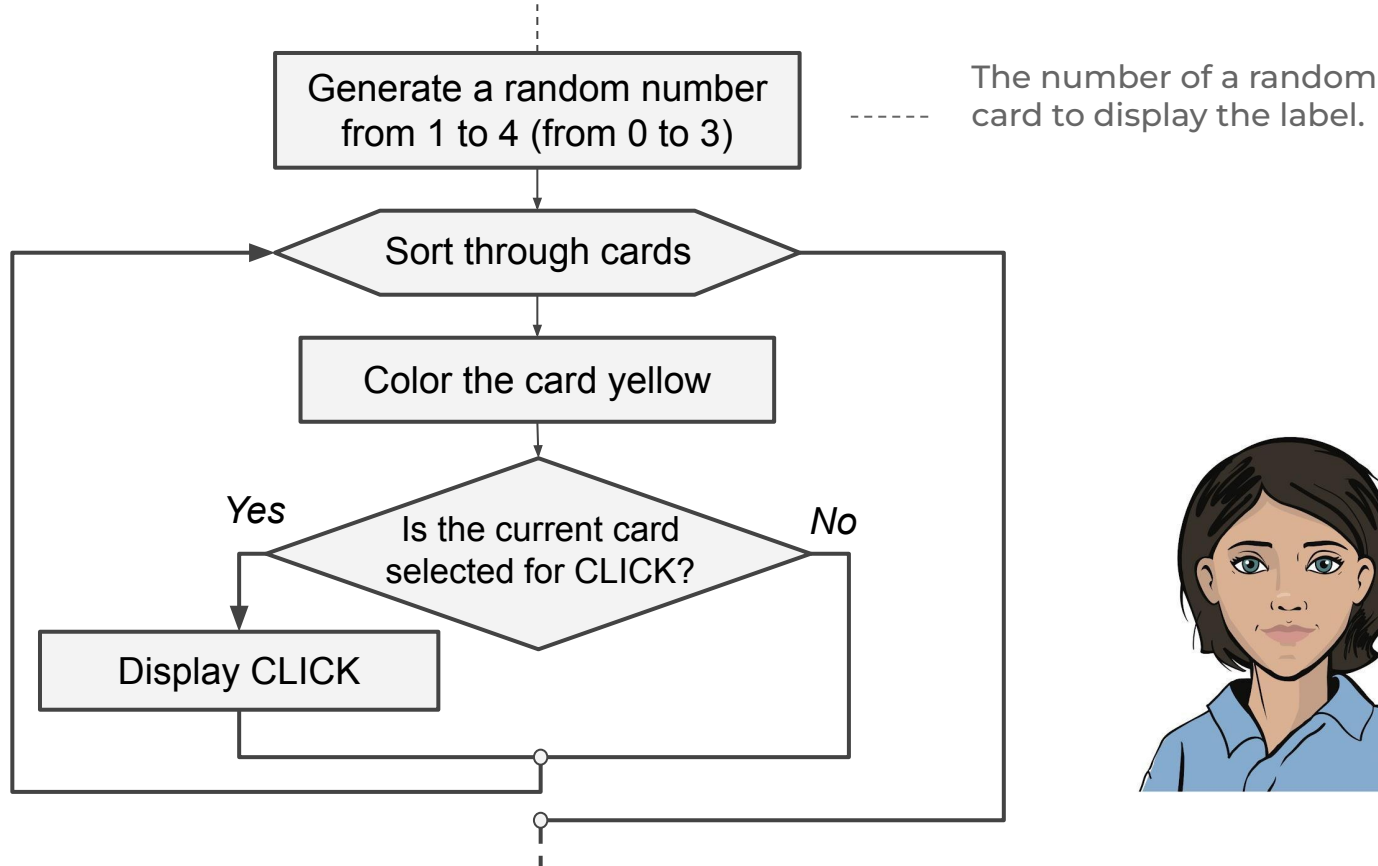 Generate a random number
from 1 to 4 (from 0 to 3)
The number of a random
card to display the label.
Sort through cards
Color the card yellow
Yes
Is the current card
selected for CLICK?
No
Display CLICK